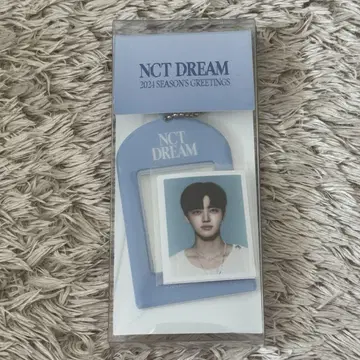 NCT DREAM
2024 SEASON'S GREETINGS
NCT
DREAM